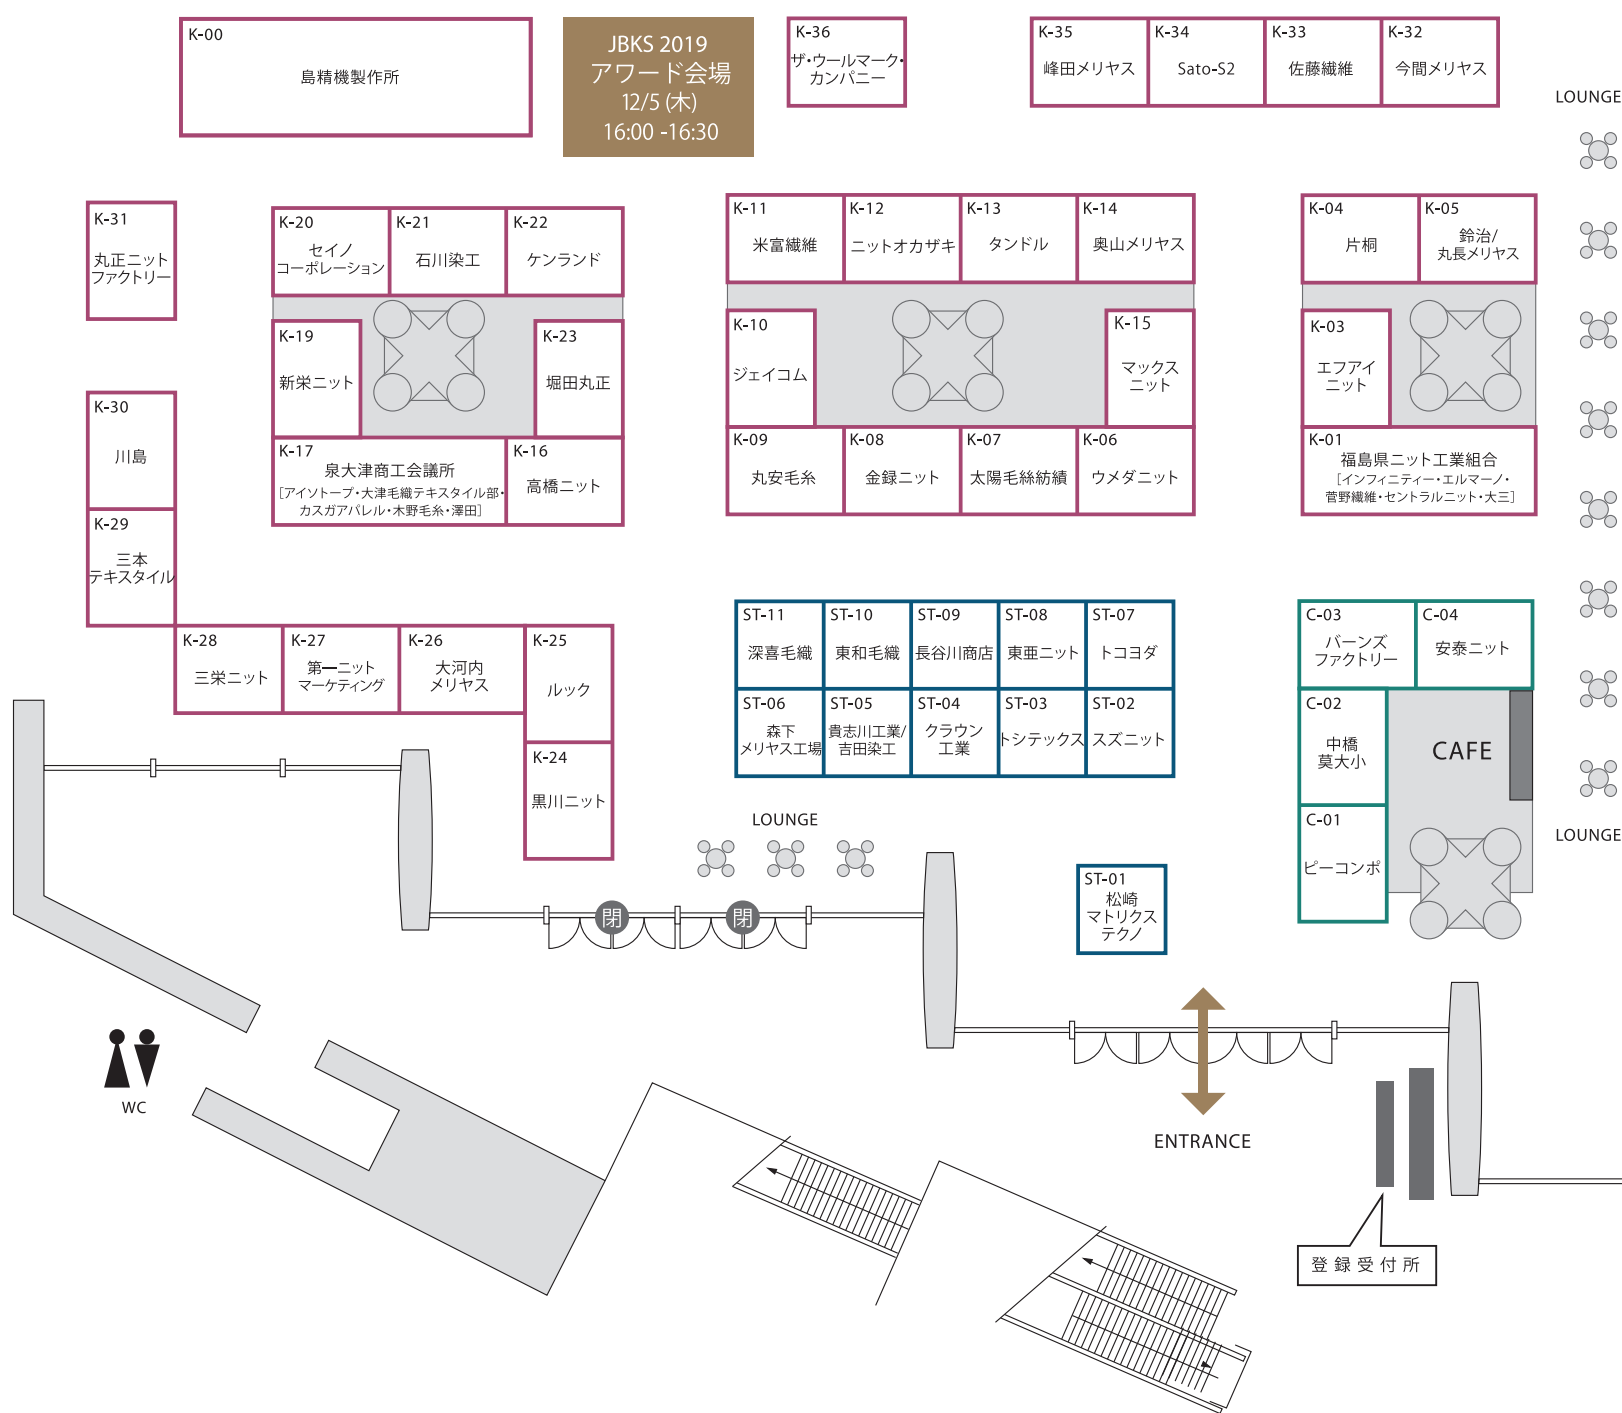 K-00
島精機製作所
JBKS 2019
アワード会場
12/5 (木)
16:00 -16:30
K-36
ザ・ウールマーク・
カンパニー
K-35
峰田メリヤス
K-34
Sato-S2
K-33
佐藤繊維
K-32
今間メリヤス
LOUNGE
K-31
丸正ニット
ファクトリー
K-20
セイノ
コーポレーション
K-21
石川染工
K-22
ケンランド
K-11
米富繊維
K-12
ニットオカザキ
K-13
タンドル
K-14
奥山メリヤス
K-04
片桐
K-05
鈴治/
丸長メリヤス
K-19
新栄ニット
K-23
堀田丸正
K-10
ジェイコム
K-15
マックス
ニット
K-03
エフアイ
ニット
K-30
川島
K-17
泉大津商工会議所
[アイソトープ・大津毛織テキスタイル部・
カスガアパレル・木野毛糸・澤田]
K-16
高橋ニット
K-09
丸安毛糸
K-08
金録ニット
K-07
太陽毛絲紡績
K-06
ウメダニット
K-01
福島県ニット工業組合
[インフィニティー・エルマーノ・
菅野繊維・セントラルニット・大三]
K-29
三本
テキスタイル
K-28
三栄ニット
K-27
第一ニット
マーケティング
K-26
大河内
メリヤス
K-25
ルック
K-24
黒川ニット
ST-11
深喜毛織
ST-10
東和毛織
ST-09
長谷川商店
ST-08
東亜ニット
ST-07
トコヨダ
ST-06
森下
メリヤス工場
ST-05
貴志川工業/
吉田染工
ST-04
クラウン
工業
ST-03
トシテックス
ST-02
スズニット
C-03
バーンズ
ファクトリー
C-04
安泰ニット
C-02
中橋
莫大小
CAFE
C-01
ピーコンポ
LOUNGE
LOUNGE
閉
閉
ST-01
松崎
マトリクス
テクノ
WC
ENTRANCE
登録受付所